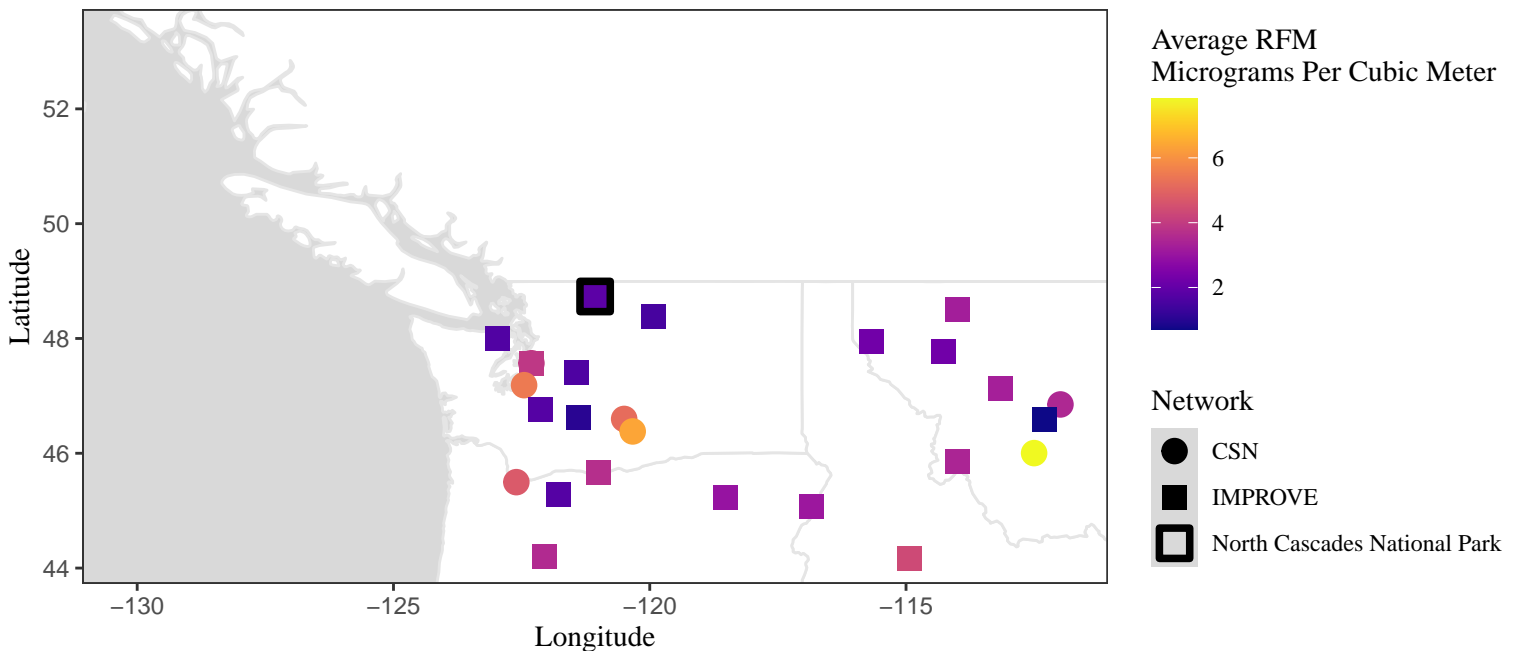 52
50
48
46
44
Latitude
−130
−125
−120
−115
Longitude
Average RFM
Micrograms Per Cubic Meter
6
4
2
Network
CSN
IMPROVE
North Cascades National Park